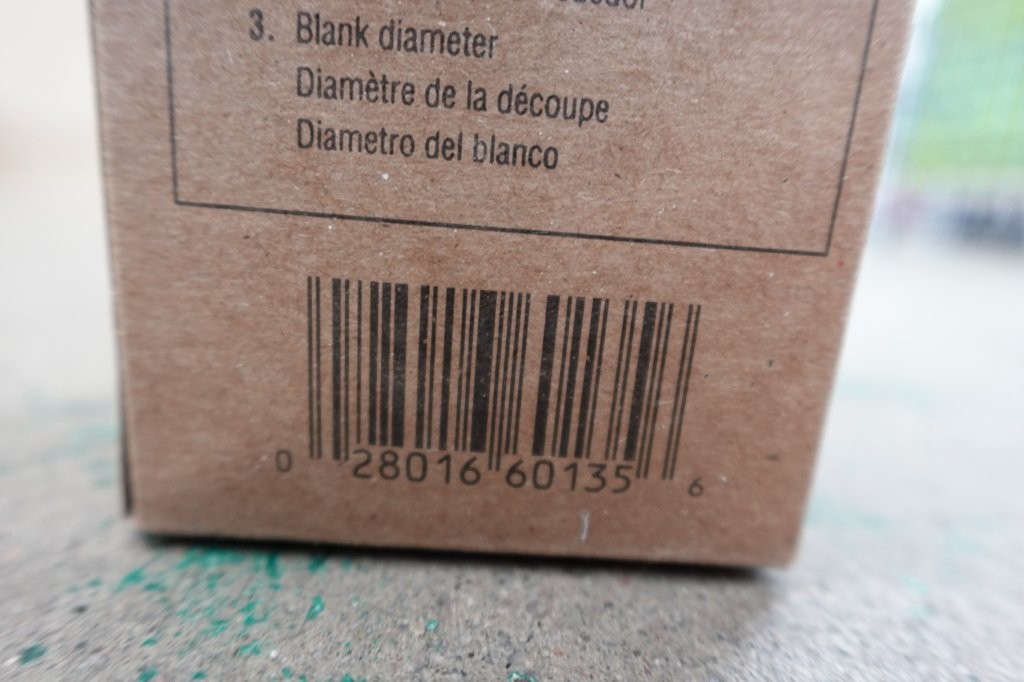 3. Blank diameter
Diamètre de la découpe
Diametro del blanco
0 28016 60135 6